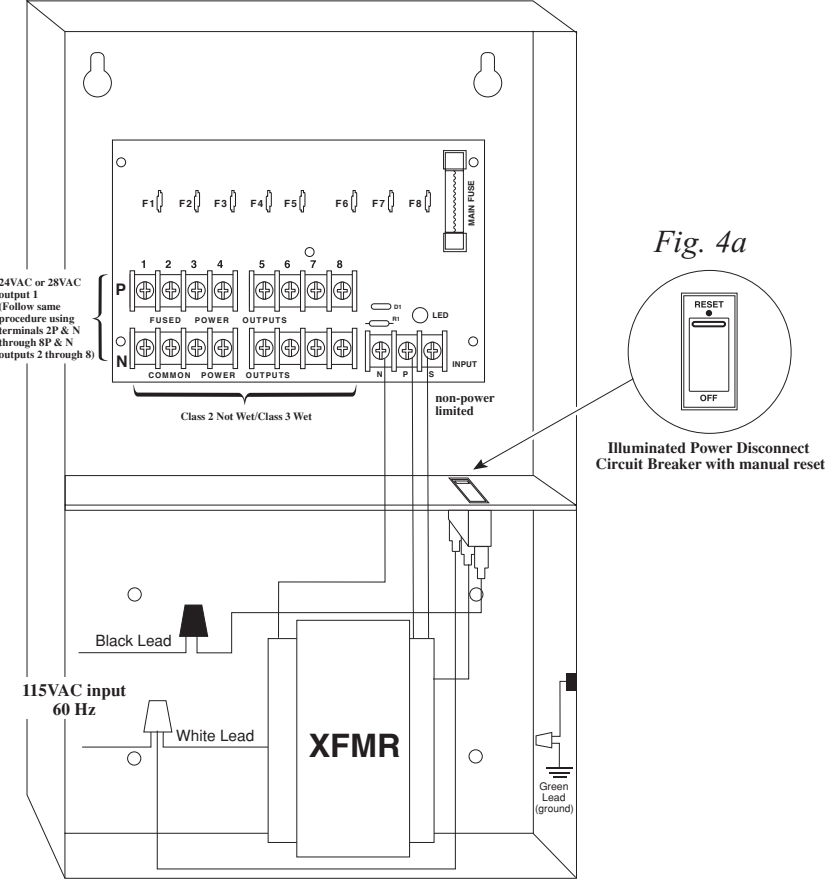 F1 F2 F3 F4 F5 F6 F7 F8
MAIN FUSE
Fig. 4a
RESET
OFF
Illuminated Power Disconnect
Circuit Breaker with manual reset
1 2 3 4 5 6 7 8
24VAC or 28VAC
output 1
(Follow same
procedure using
terminals 2P & N
through 8P & N
outputs 2 through 8)
P
FUSED POWER OUTPUTS
D1
R1
LED
N
COMMON POWER OUTPUTS
N P S
INPUT
Class 2 Not Wet/Class 3 Wet
non-power
limited
Black Lead
115VAC input
60 Hz
White Lead
XFMR
Green
Lead
(ground)